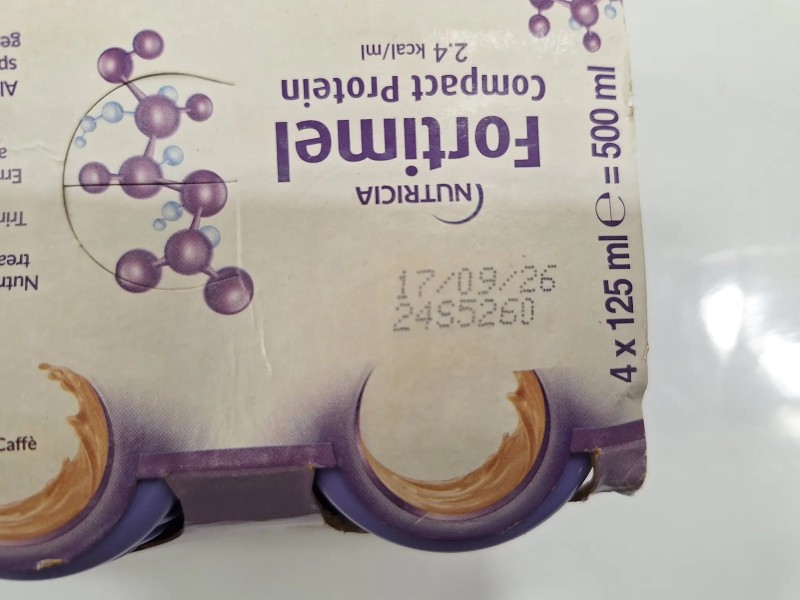 NUTRICIA
Fortimel
Compact Protein
2.4 kcal/ml
17/09/26
24S5260
4 x 125 ml ℮ = 500 ml
Caffè